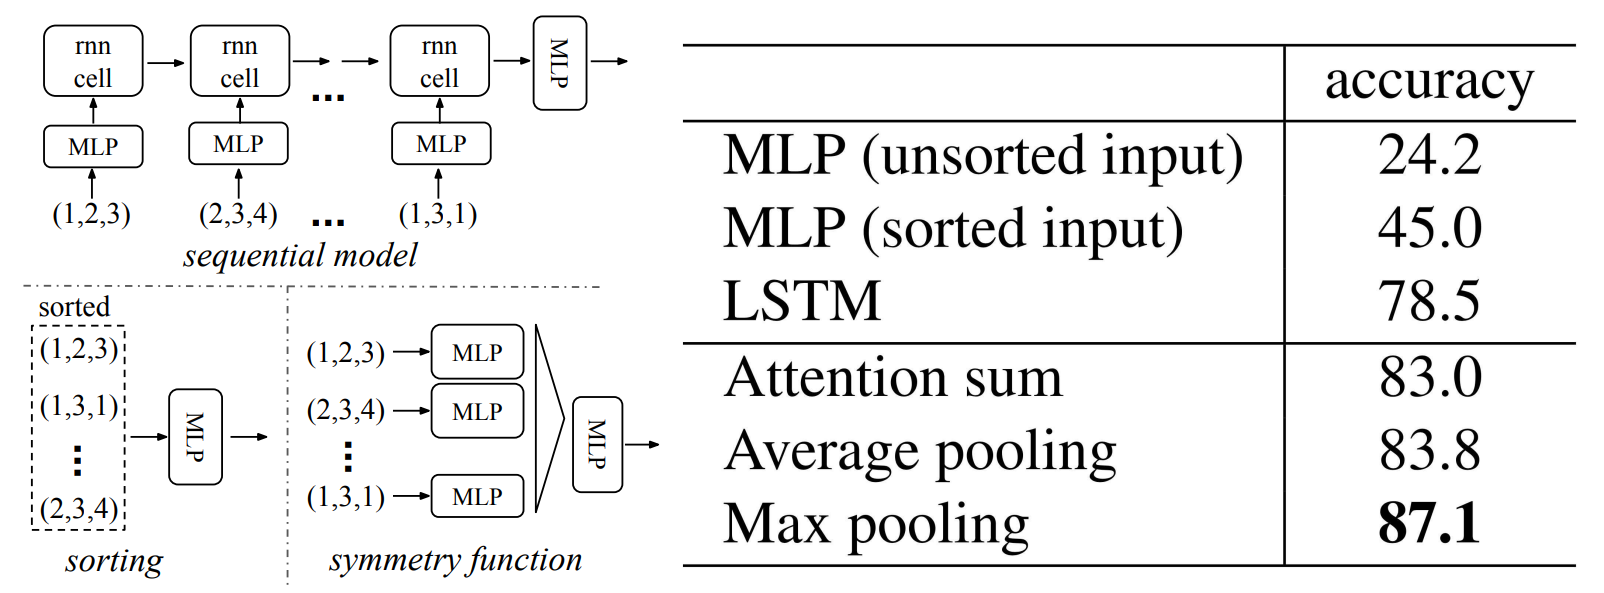 rnn cell
rnn cell
...
rnn cell
MLP
MLP
MLP
MLP
(1,2,3)
(2,3,4)
...
(1,3,1)
sequential model
sorted
(1,2,3)
(1,3,1)
⋮
(2,3,4)
MLP
sorting
(1,2,3)
MLP
(2,3,4)
MLP
⋮
(1,3,1)
MLP
MLP
symmetry function
accuracy
MLP (unsorted input) 24.2
MLP (sorted input) 45.0
LSTM 78.5
Attention sum 83.0
Average pooling 83.8
Max pooling 87.1